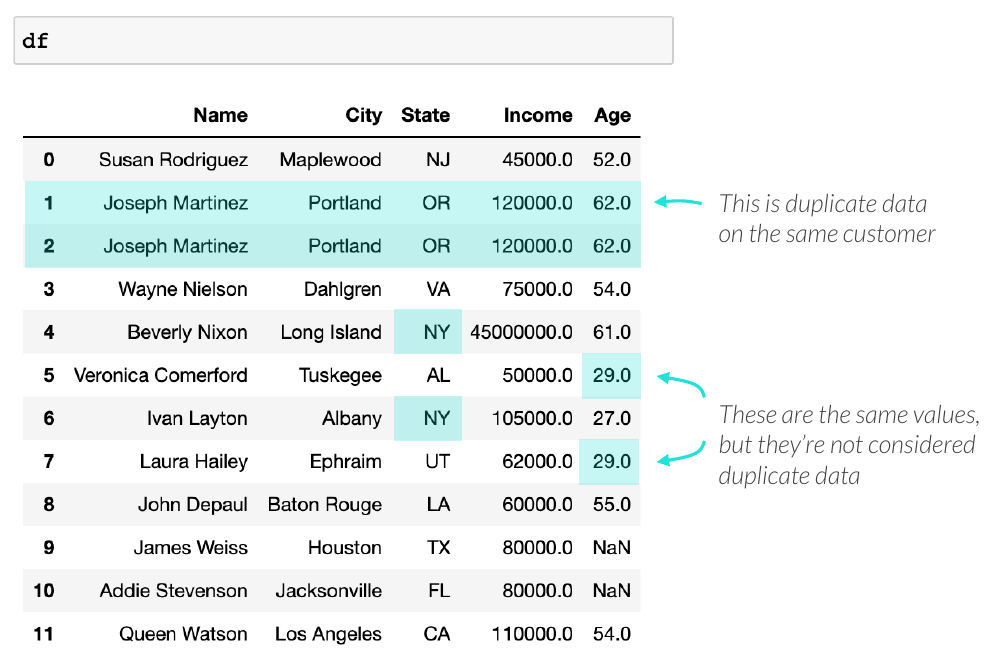 df
Name City State Income Age
0 Susan Rodriguez Maplewood NJ 45000.0 52.0
1 Joseph Martinez Portland OR 120000.0 62.0
2 Joseph Martinez Portland OR 120000.0 62.0
This is duplicate data
on the same customer
3 Wayne Nielson Dahlgren VA 75000.0 54.0
4 Beverly Nixon Long Island NY 45000000.0 61.0
5 Veronica Comerford Tuskegee AL 50000.0 29.0
6 Ivan Layton Albany NY 105000.0 27.0
7 Laura Hailey Ephraim UT 62000.0 29.0
These are the same values,
but they're not considered
duplicate data
8 John Depaul Baton Rouge LA 60000.0 55.0
9 James Weiss Houston TX 80000.0 NaN
10 Addie Stevenson Jacksonville FL 80000.0 NaN
11 Queen Watson Los Angeles CA 110000.0 54.0